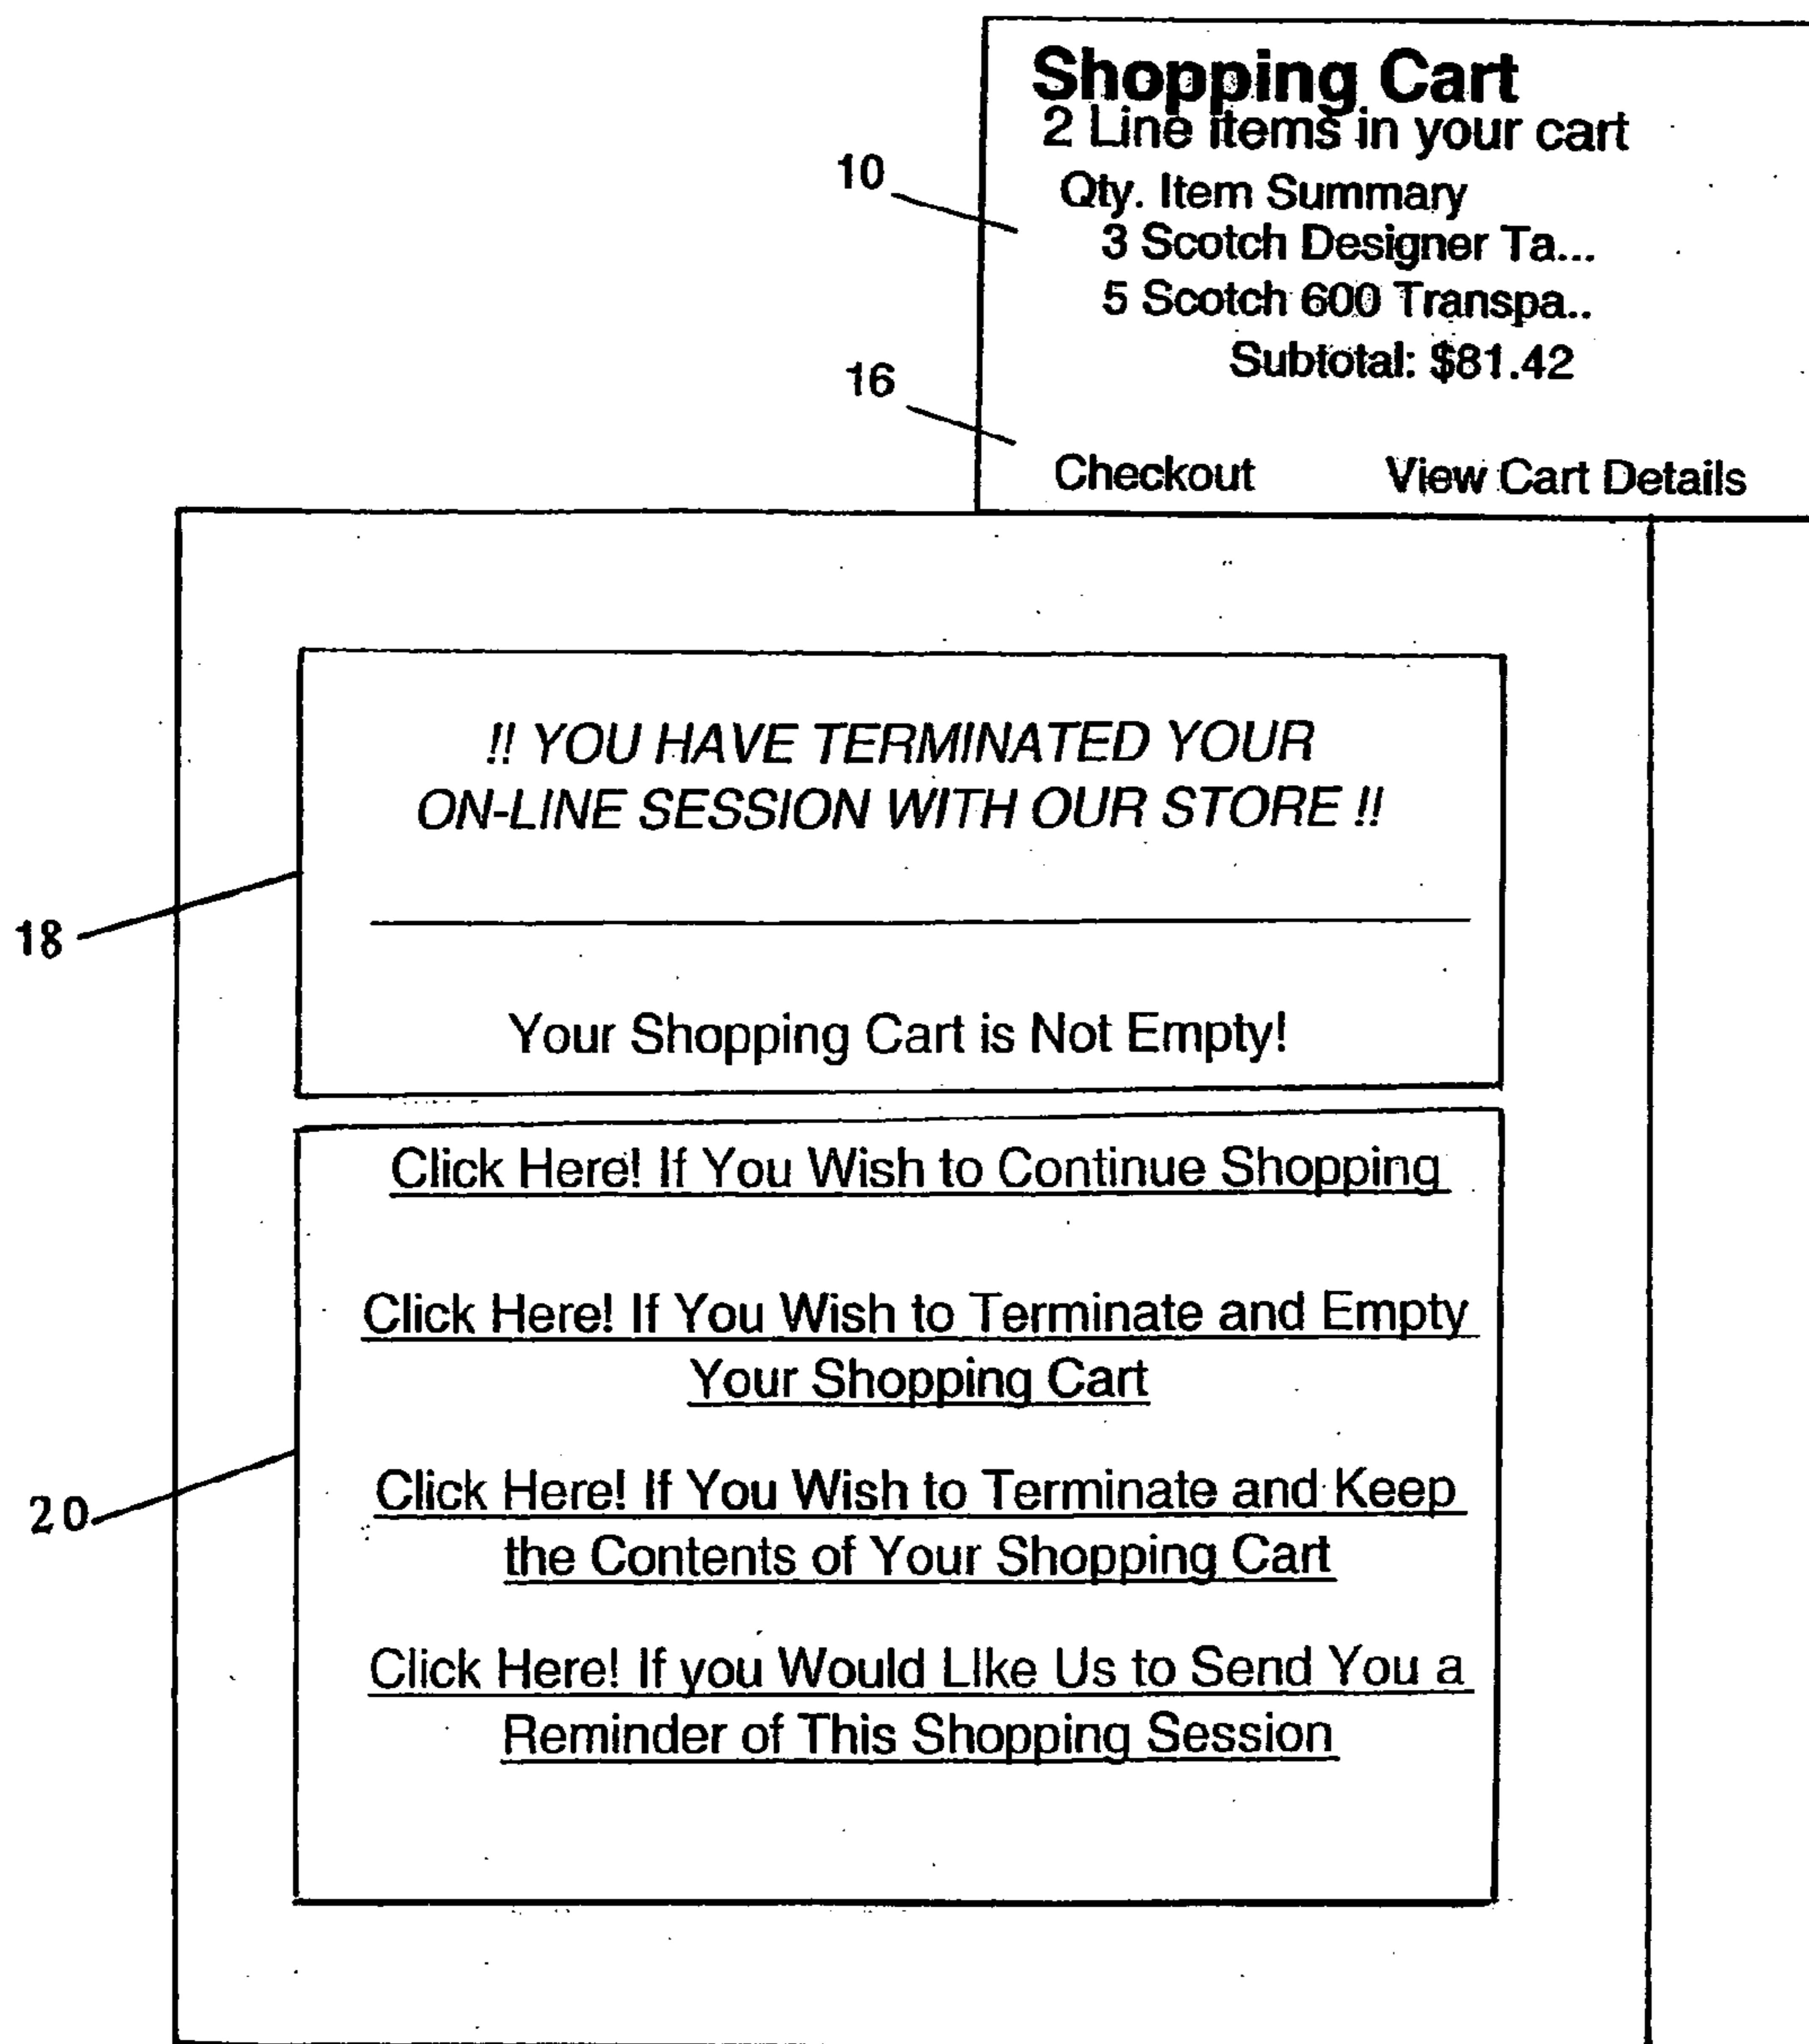 Shopping Cart
2 Line items in your cart
10
Qty. Item Summary
3 Scotch Designer Ta...
5 Scotch 600 Transpa..
Subtotal: $81.42
16
Checkout View Cart Details
!! YOU HAVE TERMINATED YOUR
ON-LINE SESSION WITH OUR STORE !!
18
Your Shopping Cart is Not Empty!
Click Here! If You Wish to Continue Shopping
Click Here! If You Wish to Terminate and Empty
Your Shopping Cart
Click Here! If You Wish to Terminate and Keep
20
the Contents of Your Shopping Cart
Click Here! If you Would LIke Us to Send You a
Reminder of This Shopping Session